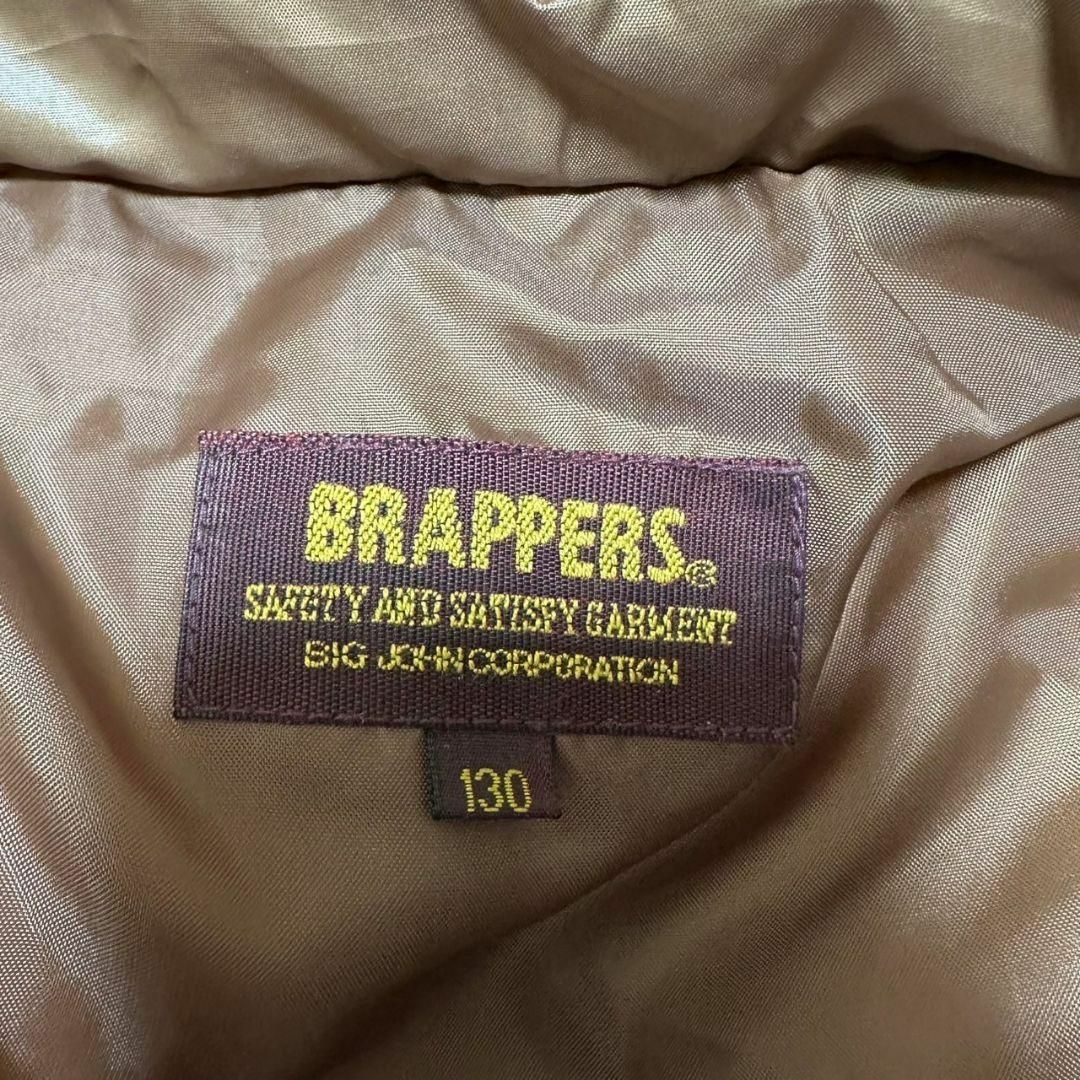 BRAPPERS®
SAFETY AND SATISFY GARMENT
BIG JOHN CORPORATION
130